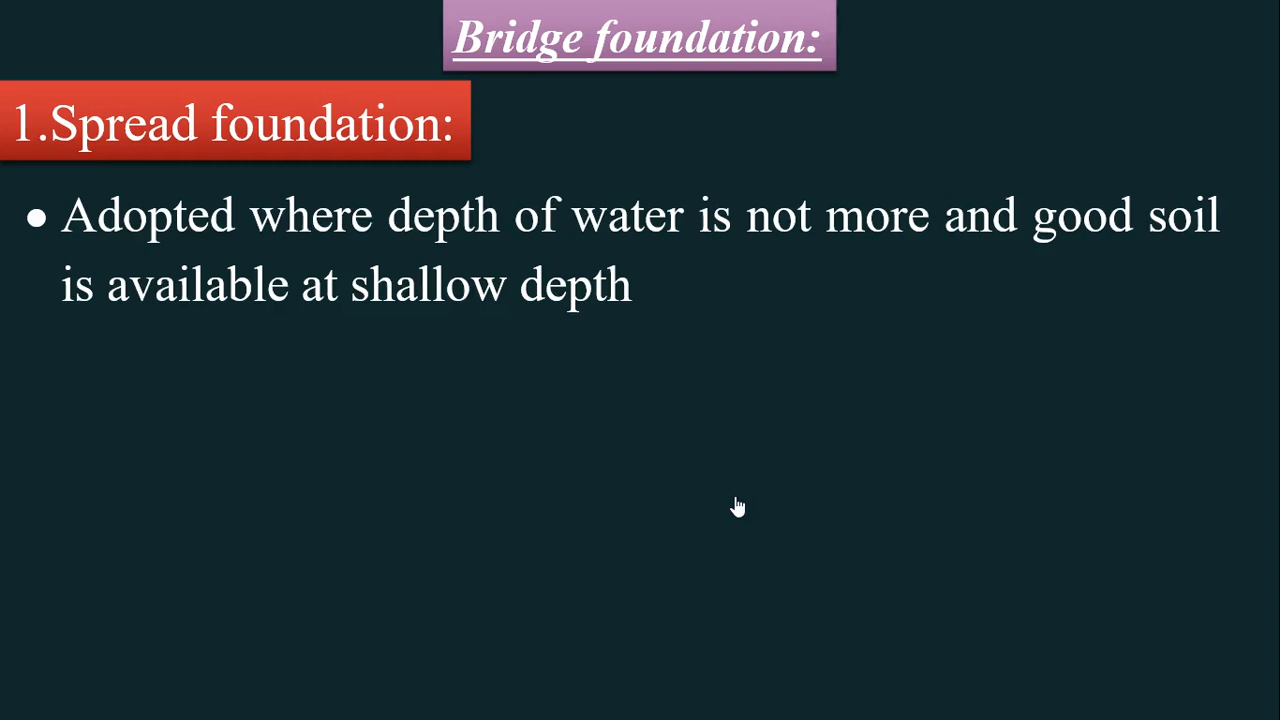 Bridge foundation:
1.Spread foundation:
• Adopted where depth of water is not more and good soil
is available at shallow depth